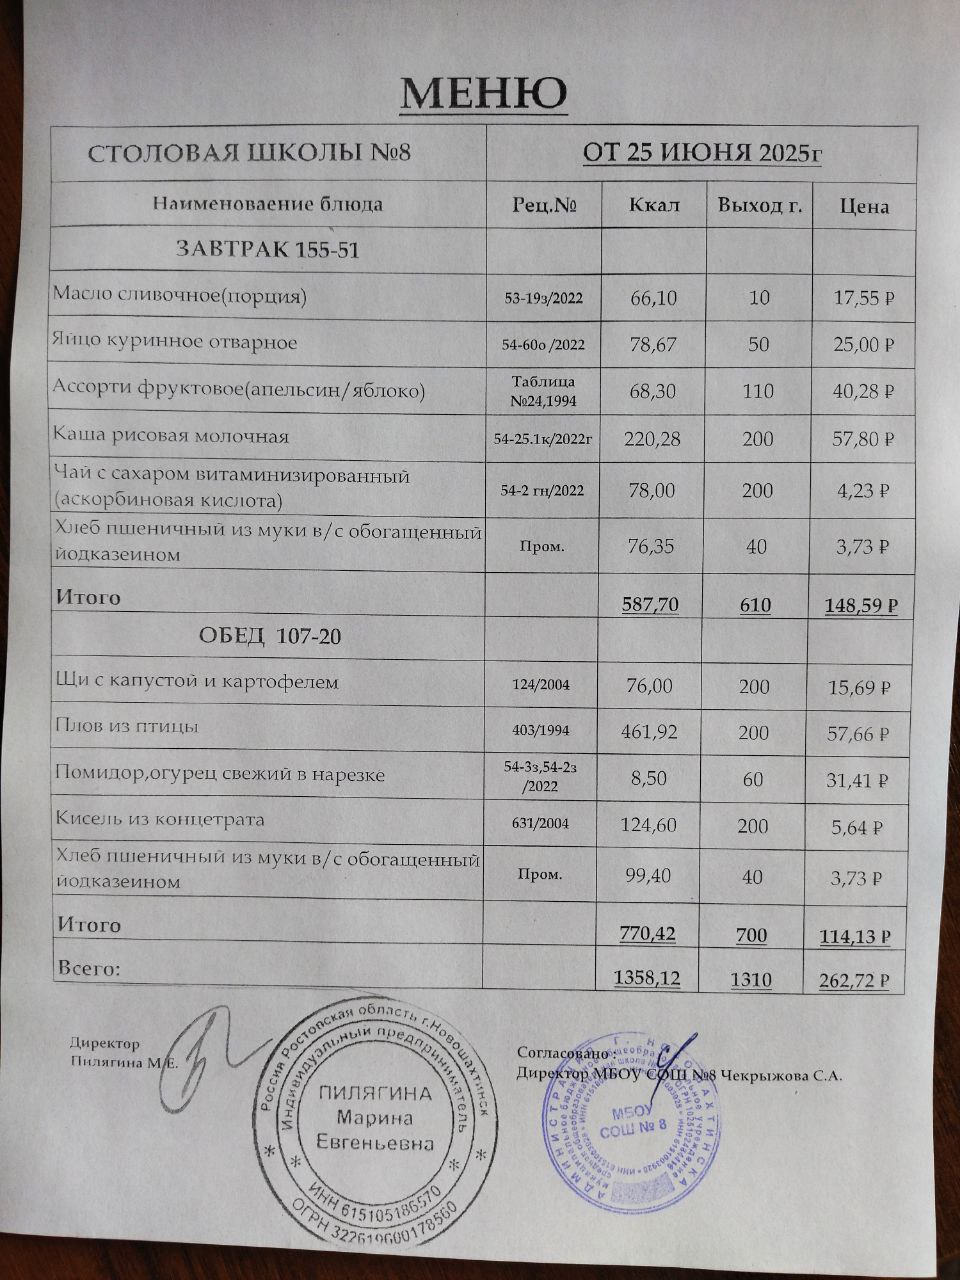 МЕНЮ
СТОЛОВАЯ ШКОЛЫ №8 ОТ 25 ИЮНЯ 2025г
Наименоваение блюда Рец.№ Ккал Выход г. Цена
ЗАВТРАК 155-51
Масло сливочное(порция) 53-19з/2022 66,10 10 17,55 ₽
Яйцо куринное отварное 54-60о /2022 78,67 50 25,00 ₽
Ассорти фруктовое(апельсин/яблоко) Таблица №24,1994 68,30 110 40,28 ₽
Каша рисовая молочная 54-25.1к/2022г 220,28 200 57,80 ₽
Чай с сахаром витаминизированный
(аскорбиновая кислота) 54-2 гн/2022 78,00 200 4,23 ₽
Хлеб пшеничный из муки в/с обогащенный
йодказеином Пром. 76,35 40 3,73 ₽
Итого 587,70 610 148,59 ₽
ОБЕД 107-20
Щи с капустой и картофелем 124/2004 76,00 200 15,69 ₽
Плов из птицы 403/1994 461,92 200 57,66 ₽
Помидор,огурец свежий в нарезке 54-3з,54-2з /2022 8,50 60 31,41 ₽
Кисель из концетрата 631/2004 124,60 200 5,64 ₽
Хлеб пшеничный из муки в/с обогащенный
йодказеином Пром. 99,40 40 3,73 ₽
Итого 770,42 700 114,13 ₽
Всего: 1358,12 1310 262,72 ₽
Директор
Пилягина М.Е.
Согласовано :
Директор МБОУ СОШ №8 Чекрыжова С.А.
Россия Ростовская область г.Новошахтинск
Индивидуальный предприниматель
ПИЛЯГИНА
Марина
Евгеньевна
ИНН 615105186570
ОГРН 322619600178560
МБОУ
СОШ № 8